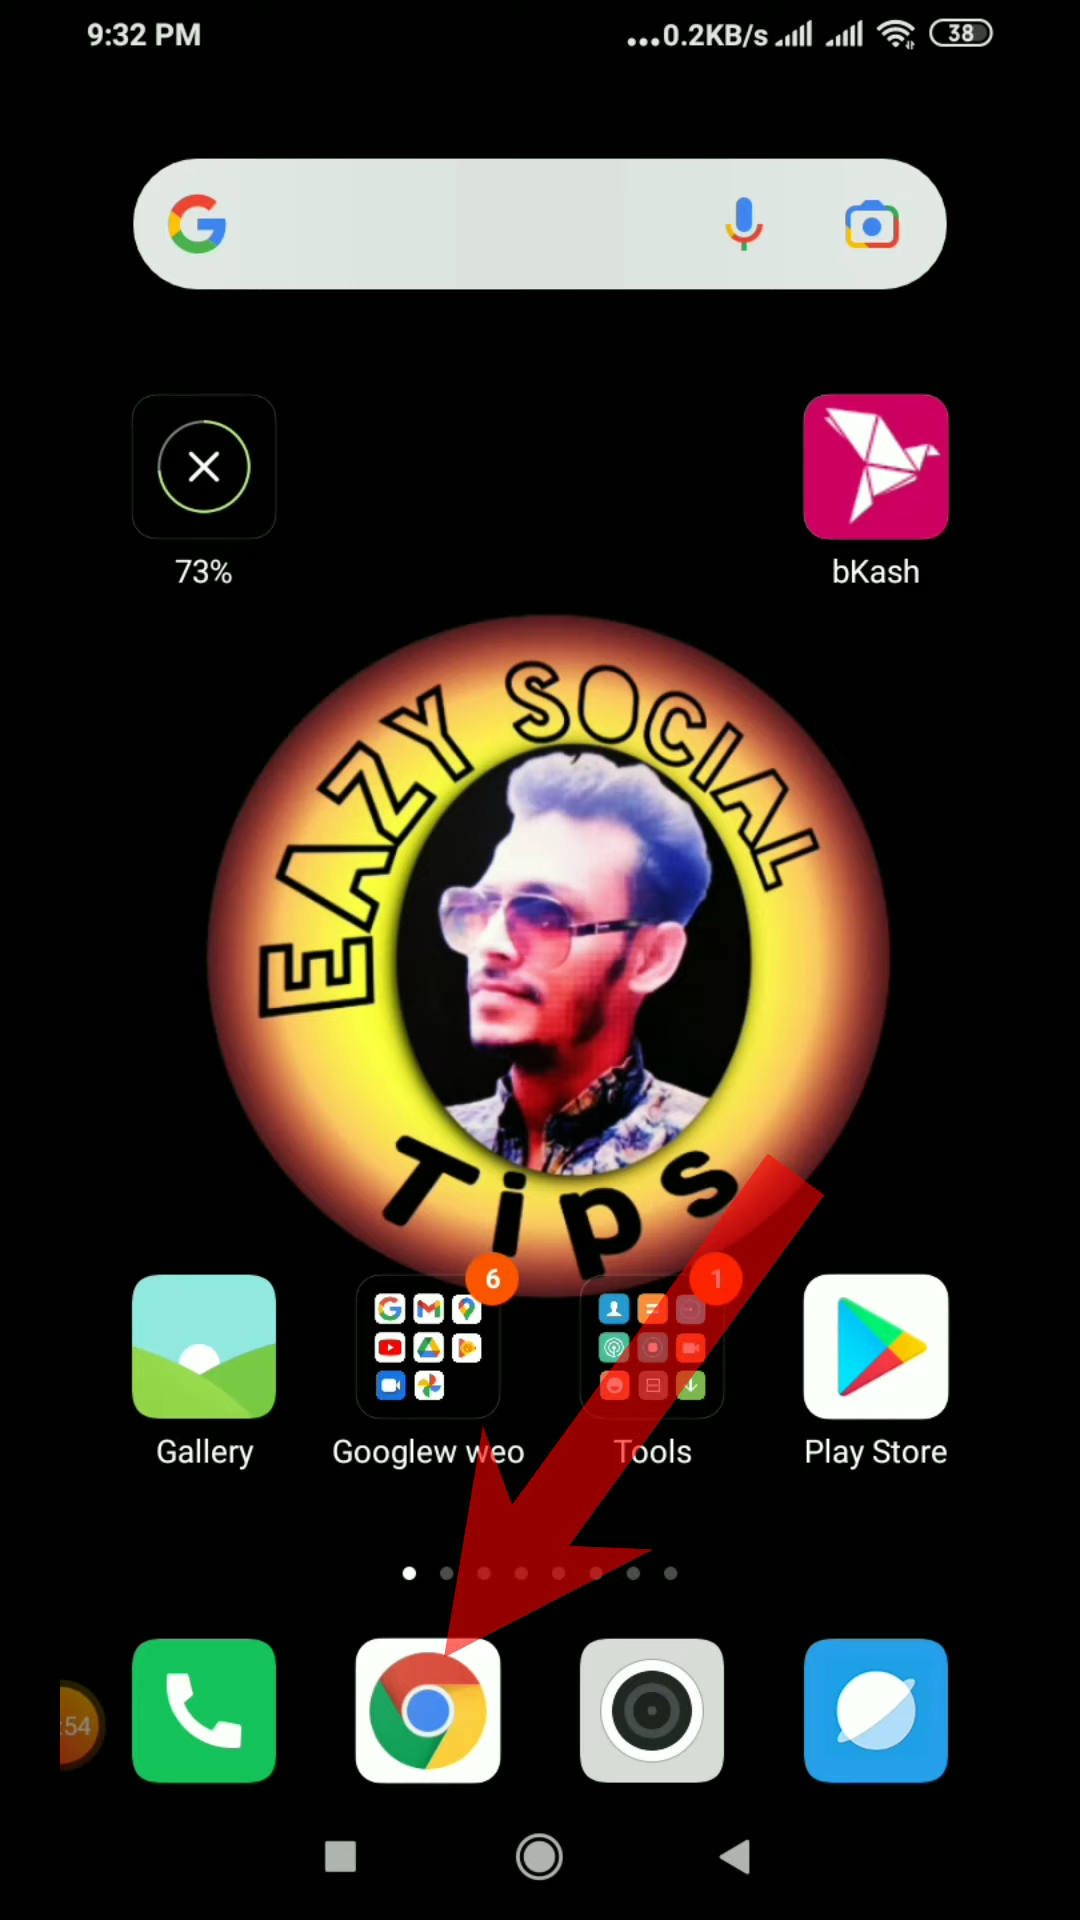 9:32 PM ...0.2KB/s 38
73% bKash
EAZY SOCIAL
Tips
6 1
Gallery Googlew weo Tools Play Store
:54